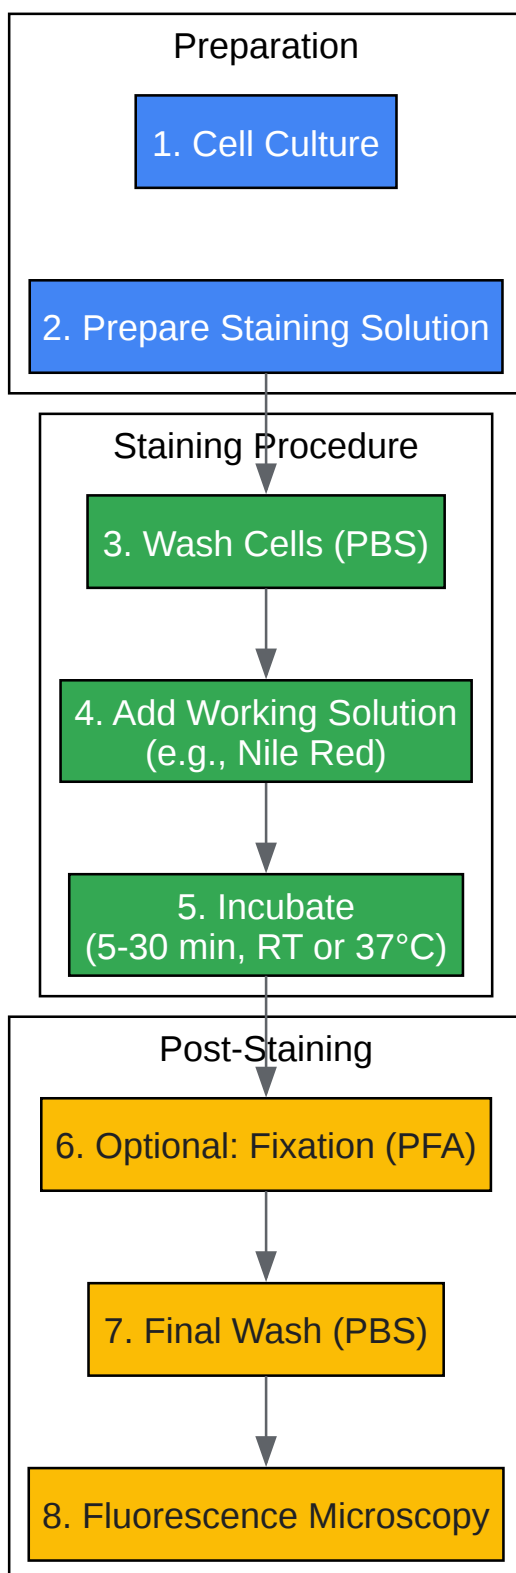 Preparation
1. Cell Culture
2. Prepare Staining Solution
Staining Procedure
3. Wash Cells (PBS)
4. Add Working Solution
(e.g., Nile Red)
5. Incubate
(5-30 min, RT or 37°C)
Post-Staining
6. Optional: Fixation (PFA)
7. Final Wash (PBS)
8. Fluorescence Microscopy